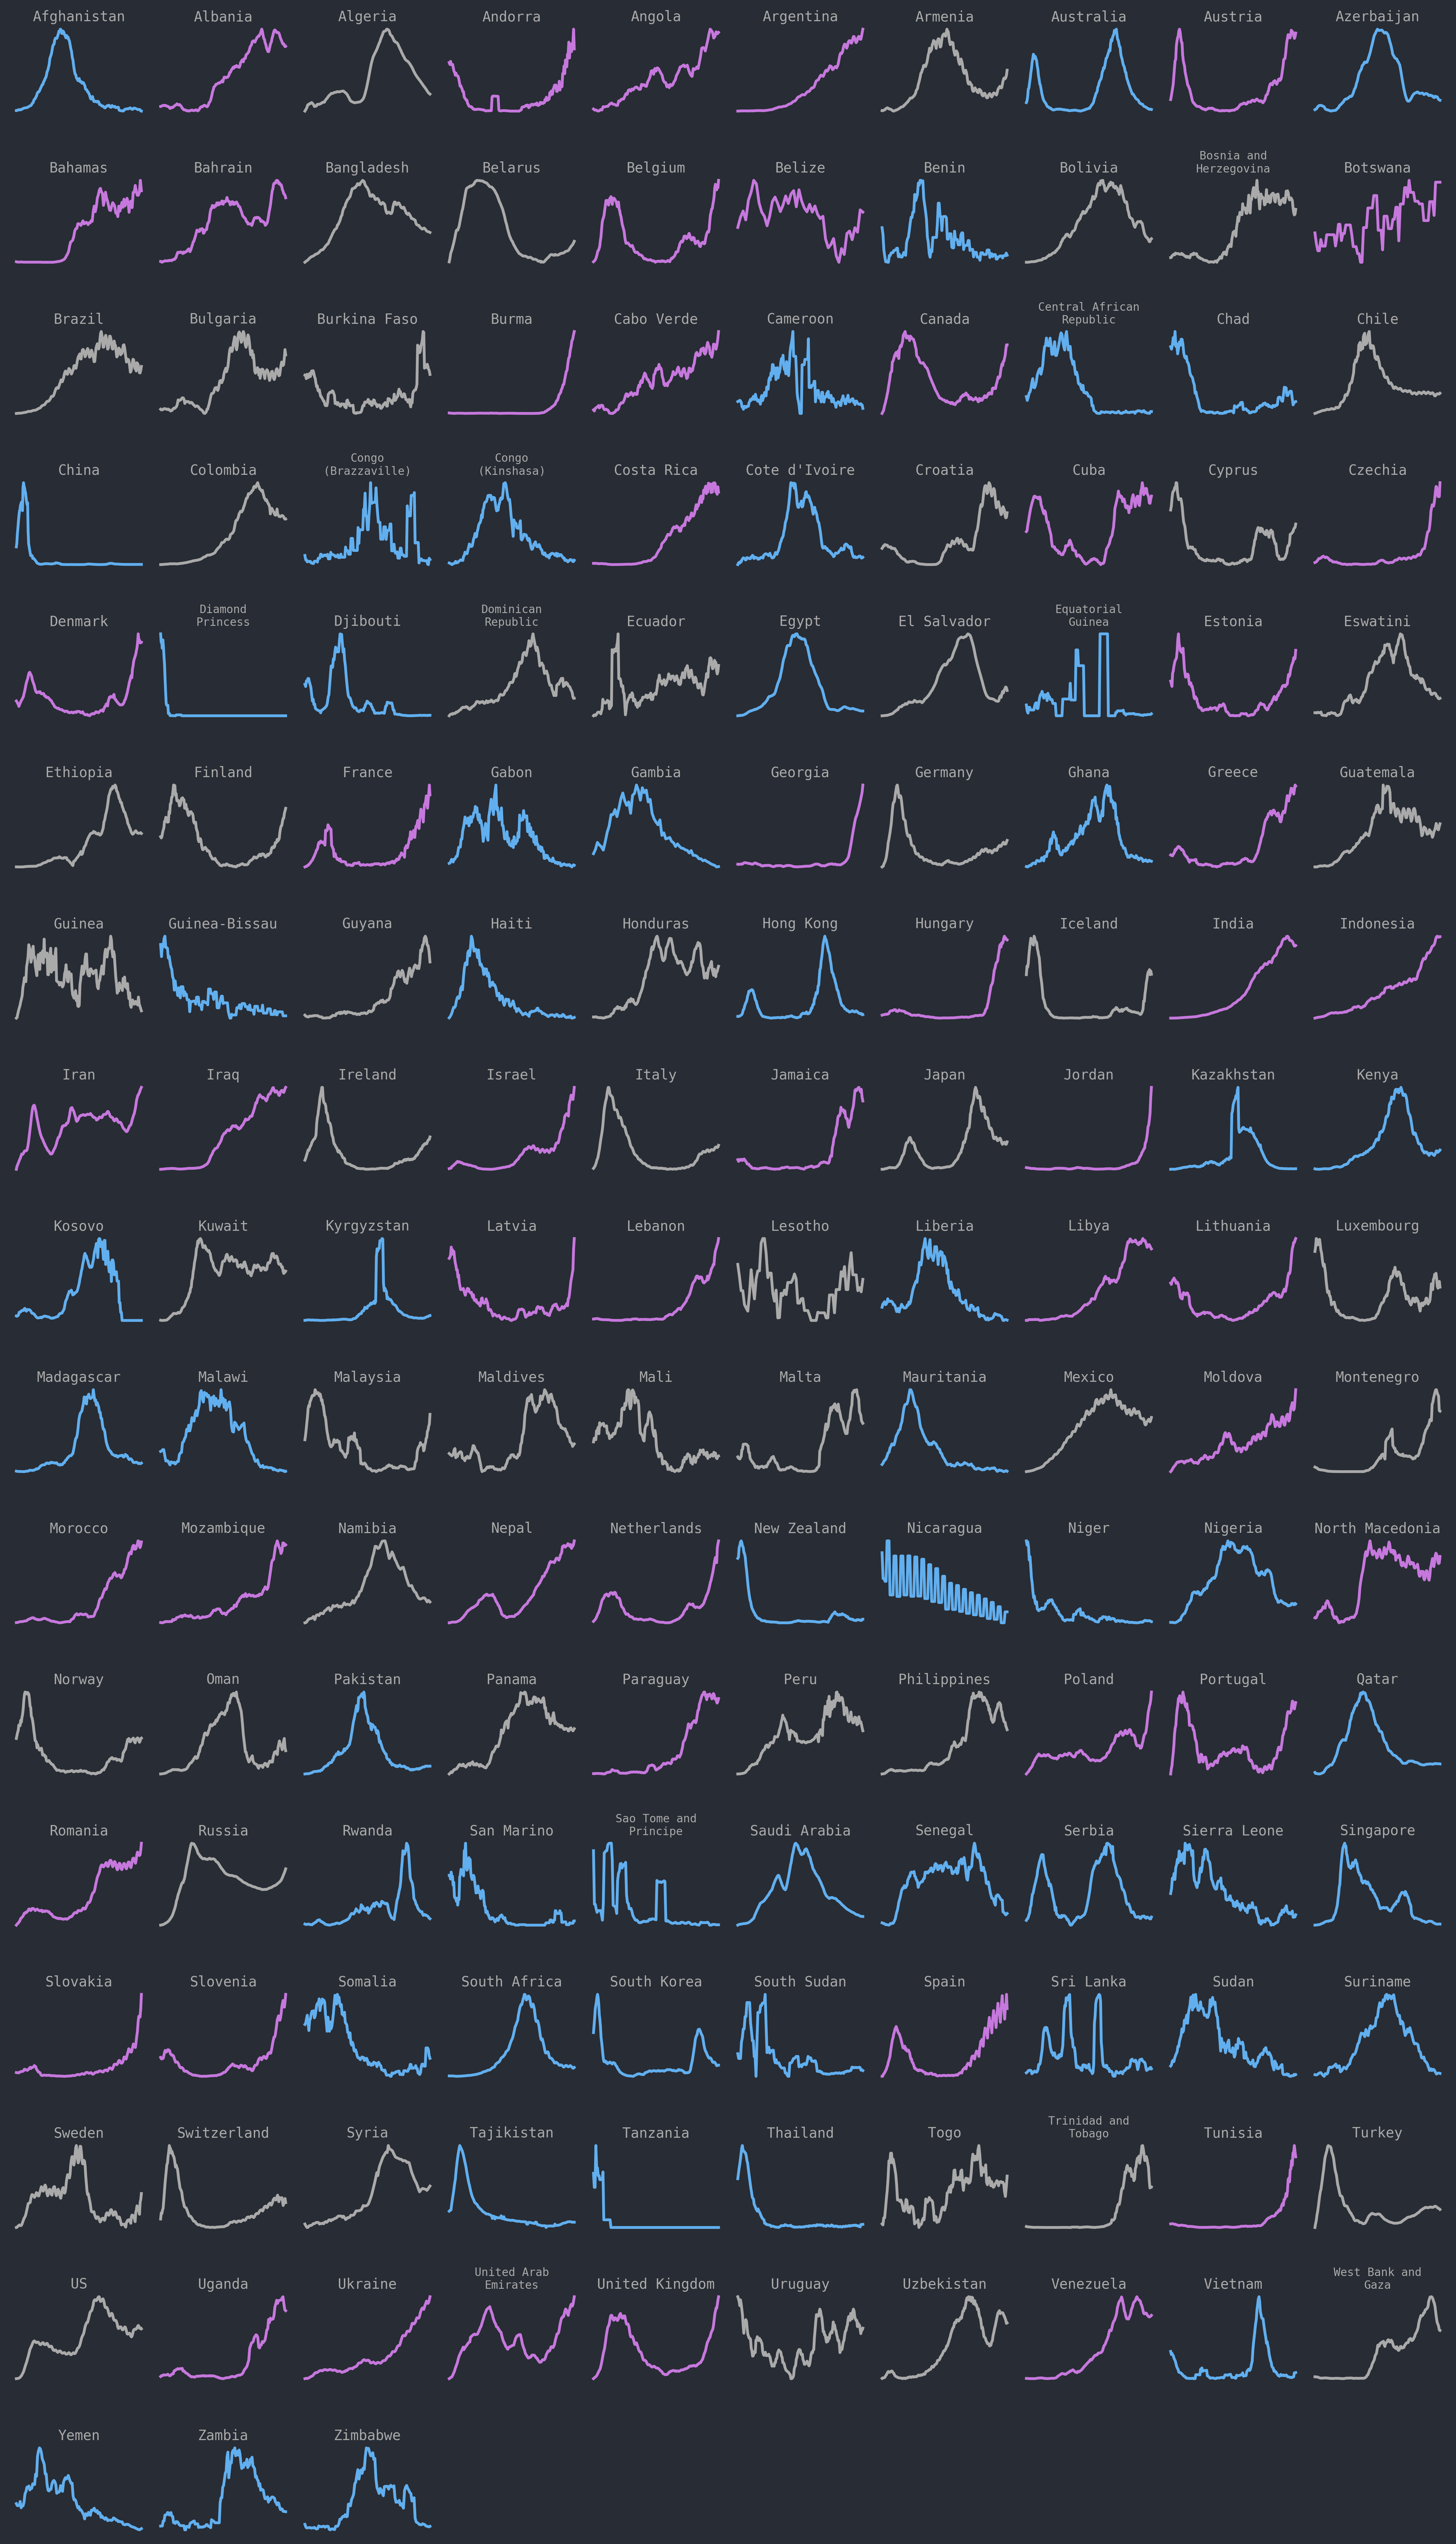 Afghanistan Albania Algeria Andorra Angola Argentina Armenia Australia Austria Azerbaijan
Bahamas Bahrain Bangladesh Belarus Belgium Belize Benin Bolivia Bosnia and Herzegovina Botswana
Brazil Bulgaria Burkina Faso Burma Cabo Verde Cameroon Canada Central African Republic Chad Chile
China Colombia Congo (Brazzaville) Congo (Kinshasa) Costa Rica Cote d'Ivoire Croatia Cuba Cyprus Czechia
Denmark Diamond Princess Djibouti Dominican Republic Ecuador Egypt El Salvador Equatorial Guinea Estonia Eswatini
Ethiopia Finland France Gabon Gambia Georgia Germany Ghana Greece Guatemala
Guinea Guinea-Bissau Guyana Haiti Honduras Hong Kong Hungary Iceland India Indonesia
Iran Iraq Ireland Israel Italy Jamaica Japan Jordan Kazakhstan Kenya
Kosovo Kuwait Kyrgyzstan Latvia Lebanon Lesotho Liberia Libya Lithuania Luxembourg
Madagascar Malawi Malaysia Maldives Mali Malta Mauritania Mexico Moldova Montenegro
Morocco Mozambique Namibia Nepal Netherlands New Zealand Nicaragua Niger Nigeria North Macedonia
Norway Oman Pakistan Panama Paraguay Peru Philippines Poland Portugal Qatar
Romania Russia Rwanda San Marino Sao Tome and Principe Saudi Arabia Senegal Serbia Sierra Leone Singapore
Slovakia Slovenia Somalia South Africa South Korea South Sudan Spain Sri Lanka Sudan Suriname
Sweden Switzerland Syria Tajikistan Tanzania Thailand Togo Trinidad and Tobago Tunisia Turkey
US Uganda Ukraine United Arab Emirates United Kingdom Uruguay Uzbekistan Venezuela Vietnam West Bank and Gaza
Yemen Zambia Zimbabwe